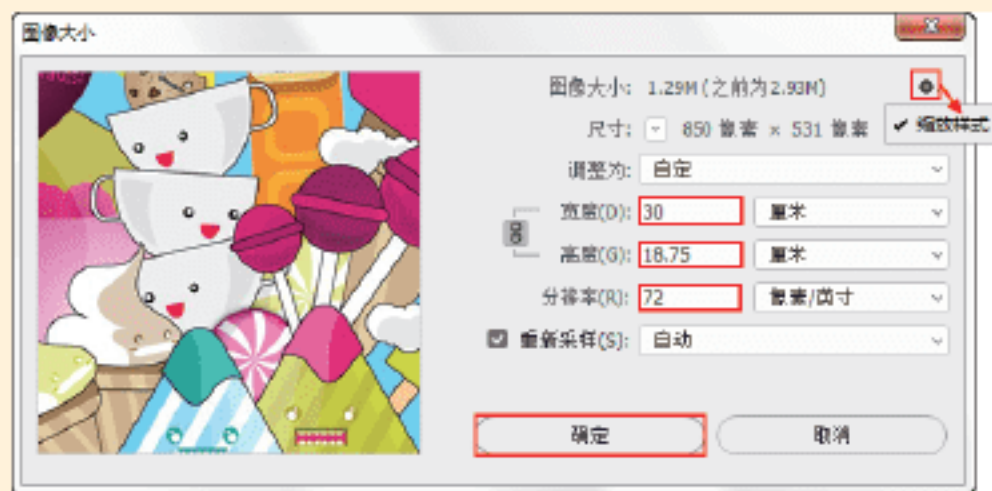 图像大小
图像大小: 1.29M(之前为2.93M)
尺寸: 850 像素 × 531 像素
✔ 缩放样式
调整为: 自定
宽度(D): 30 厘米
高度(G): 18.75 厘米
分辨率(R): 72 像素/英寸
重新采样(S): 自动
确定 取消